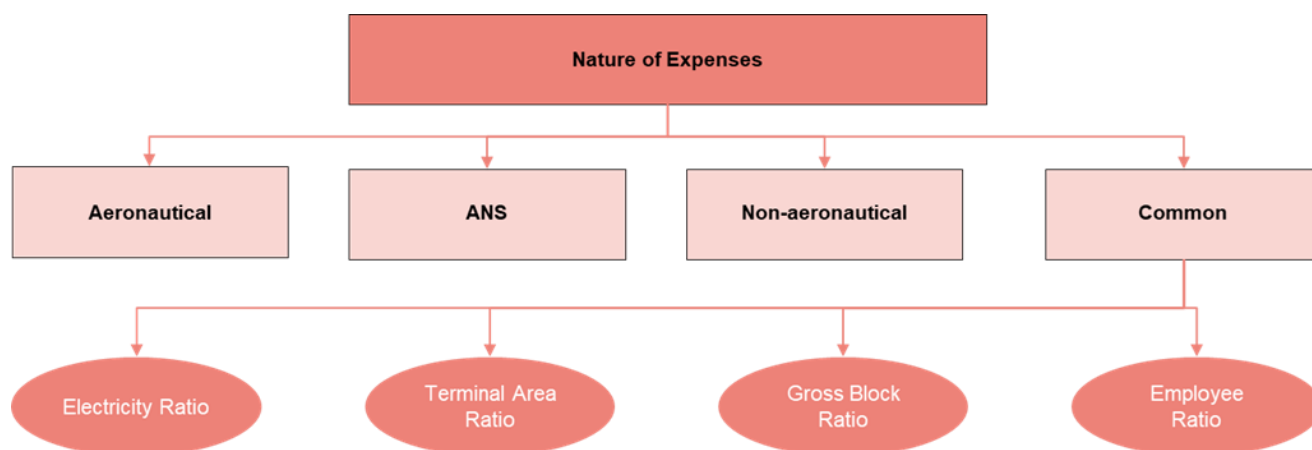 Nature of Expenses
Aeronautical
ANS
Non-aeronautical
Common
Electricity Ratio
Terminal Area
Ratio
Gross Block
Ratio
Employee
Ratio